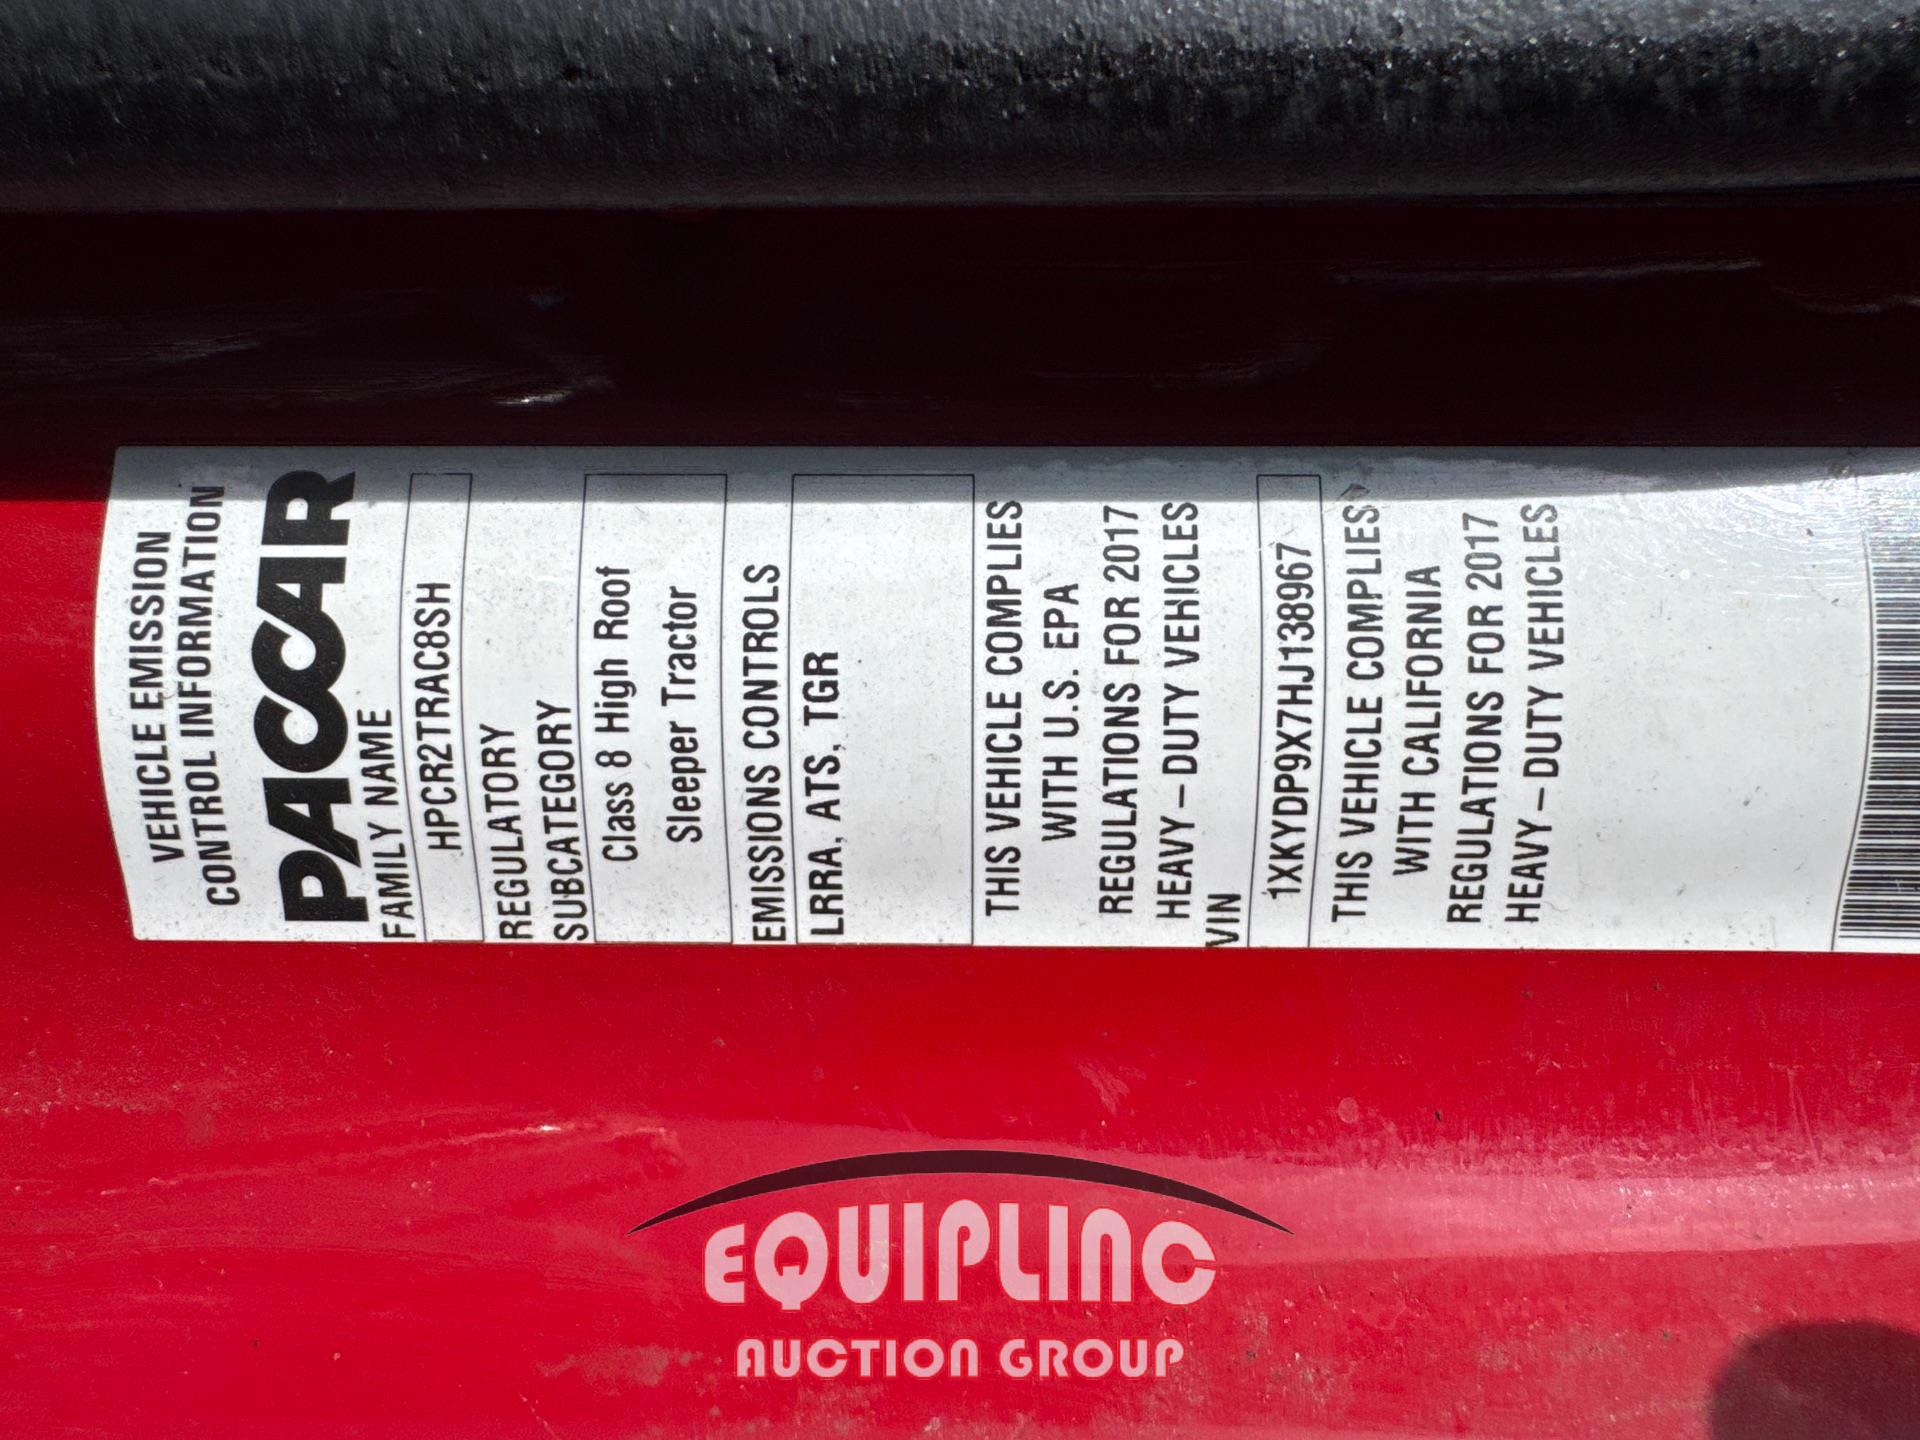 VEHICLE EMISSION
CONTROL INFORMATION
PACCAR
FAMILY NAME
HPCR2TRAC8SH
REGULATORY
SUBCATEGORY
Class 8 High Roof
Sleeper Tractor
EMISSIONS CONTROLS
LRRA, ATS, TGR
THIS VEHICLE COMPLIES
WITH U.S. EPA
REGULATIONS FOR 2017
HEAVY–DUTY VEHICLES
VIN
1XKYDP9X7HJ138967
THIS VEHICLE COMPLIES
WITH CALIFORNIA
REGULATIONS FOR 2017
HEAVY–DUTY VEHICLES
EQUIPLINC
AUCTION GROUP